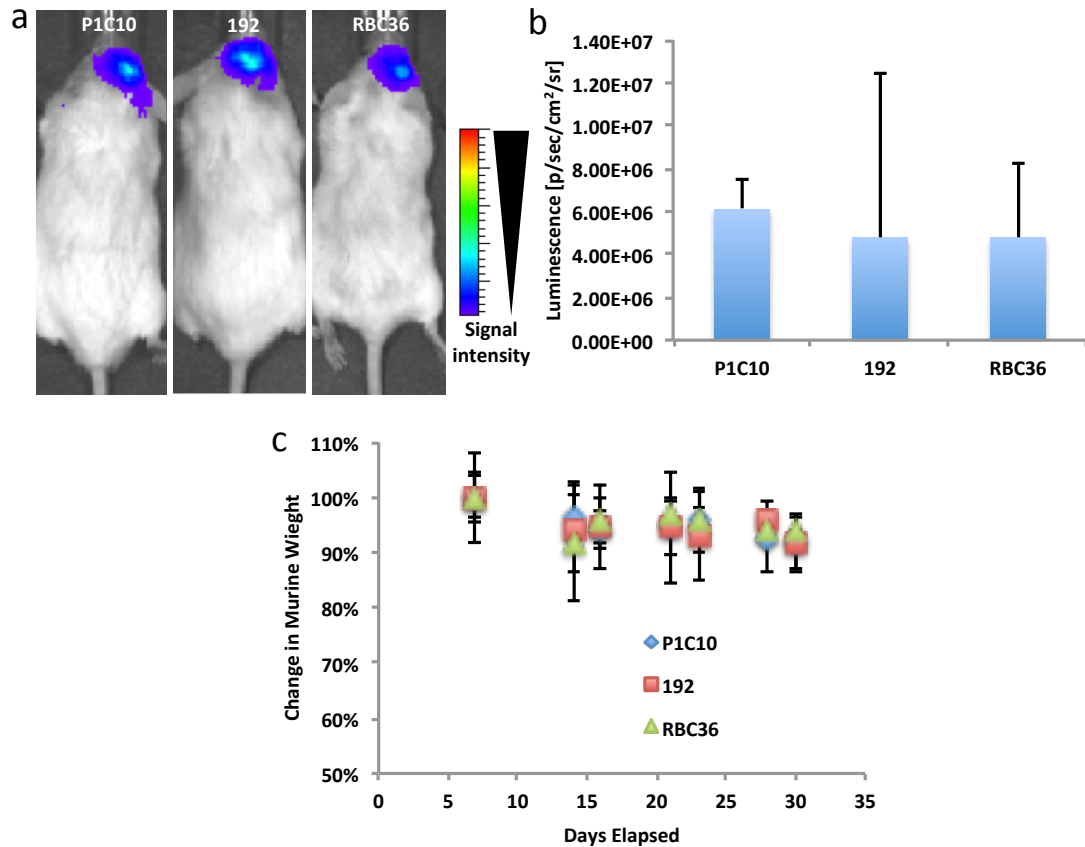 a
P1C10
192
RBC36
Signal
intensity
b
Luminescence [p/sec/cm²/sr]
1.40E+07
1.20E+07
1.00E+07
8.00E+06
6.00E+06
4.00E+06
2.00E+06
0.00E+00
P1C10
192
RBC36
c
Change in Murine Wieght
110%
100%
90%
80%
70%
60%
50%
P1C10
192
RBC36
0
5
10
15
20
25
30
35
Days Elapsed